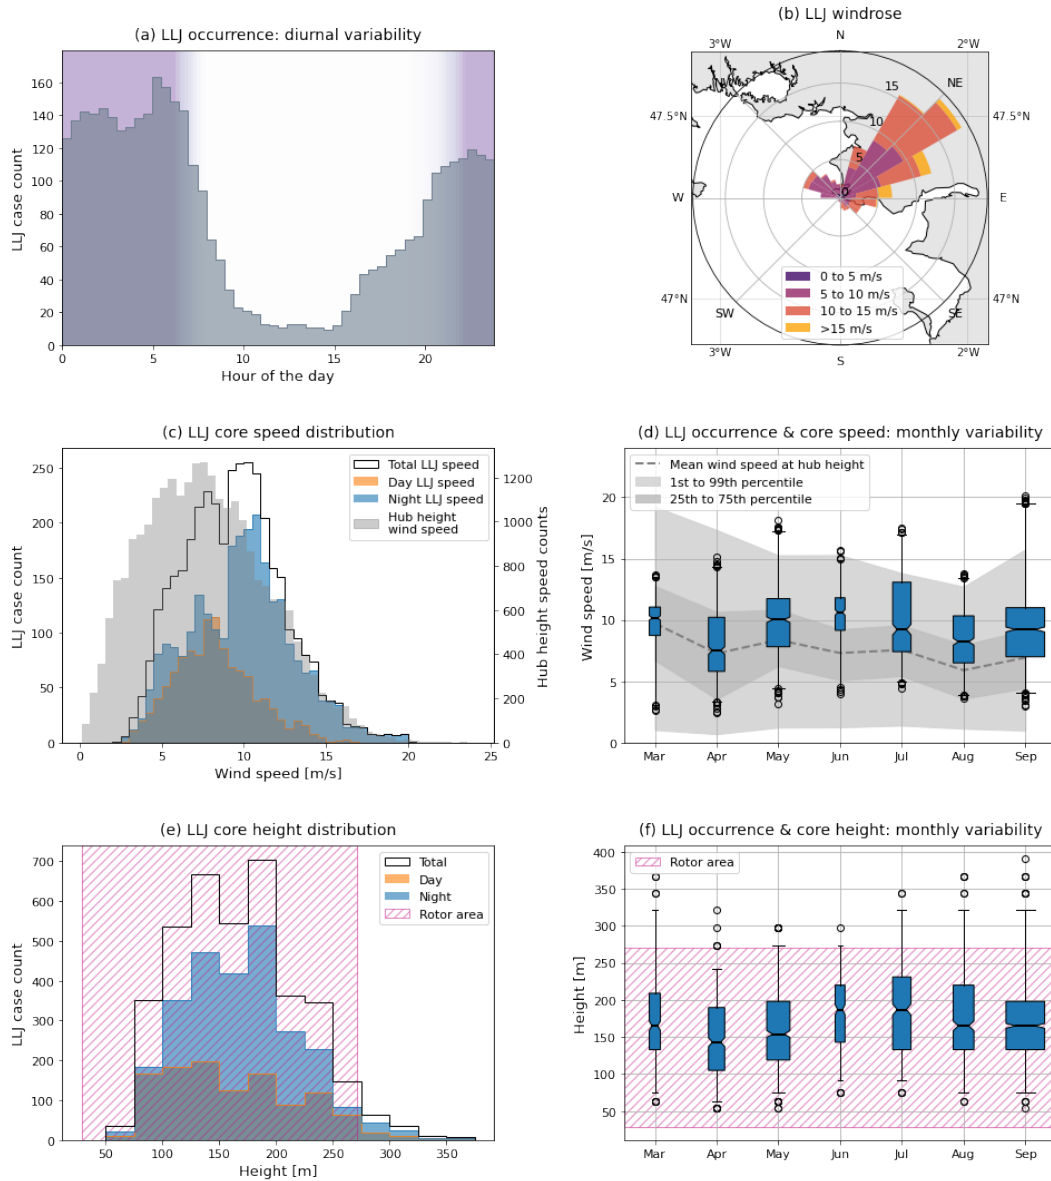 (a) LLJ occurrence: diurnal variability
LLJ case count
160
140
120
100
80
60
40
20
0
0 5 10 15 20
Hour of the day
(b) LLJ windrose
N
3°W 2°W
NE
15
47.5°N 47.5°N
10
5
0
W E
47°N 47°N
SW SE
S
3°W 2°W
0 to 5 m/s
5 to 10 m/s
10 to 15 m/s
>15 m/s
(c) LLJ core speed distribution
LLJ case count
250
200
150
100
50
0
Total LLJ speed
Day LLJ speed
Night LLJ speed
Hub height
wind speed
1200
1000
800
600
400
200
0
Hub height speed counts
0 5 10 15 20 25
Wind speed [m/s]
(d) LLJ occurrence & core speed: monthly variability
Mean wind speed at hub height
1st to 99th percentile
25th to 75th percentile
Wind speed [m/s]
20
15
10
5
0
Mar Apr May Jun Jul Aug Sep
(e) LLJ core height distribution
LLJ case count
700
600
500
400
300
200
100
0
Total
Day
Night
Rotor area
50 100 150 200 250 300 350
Height [m]
(f) LLJ occurrence & core height: monthly variability
Rotor area
Height [m]
400
350
300
250
200
150
100
50
Mar Apr May Jun Jul Aug Sep